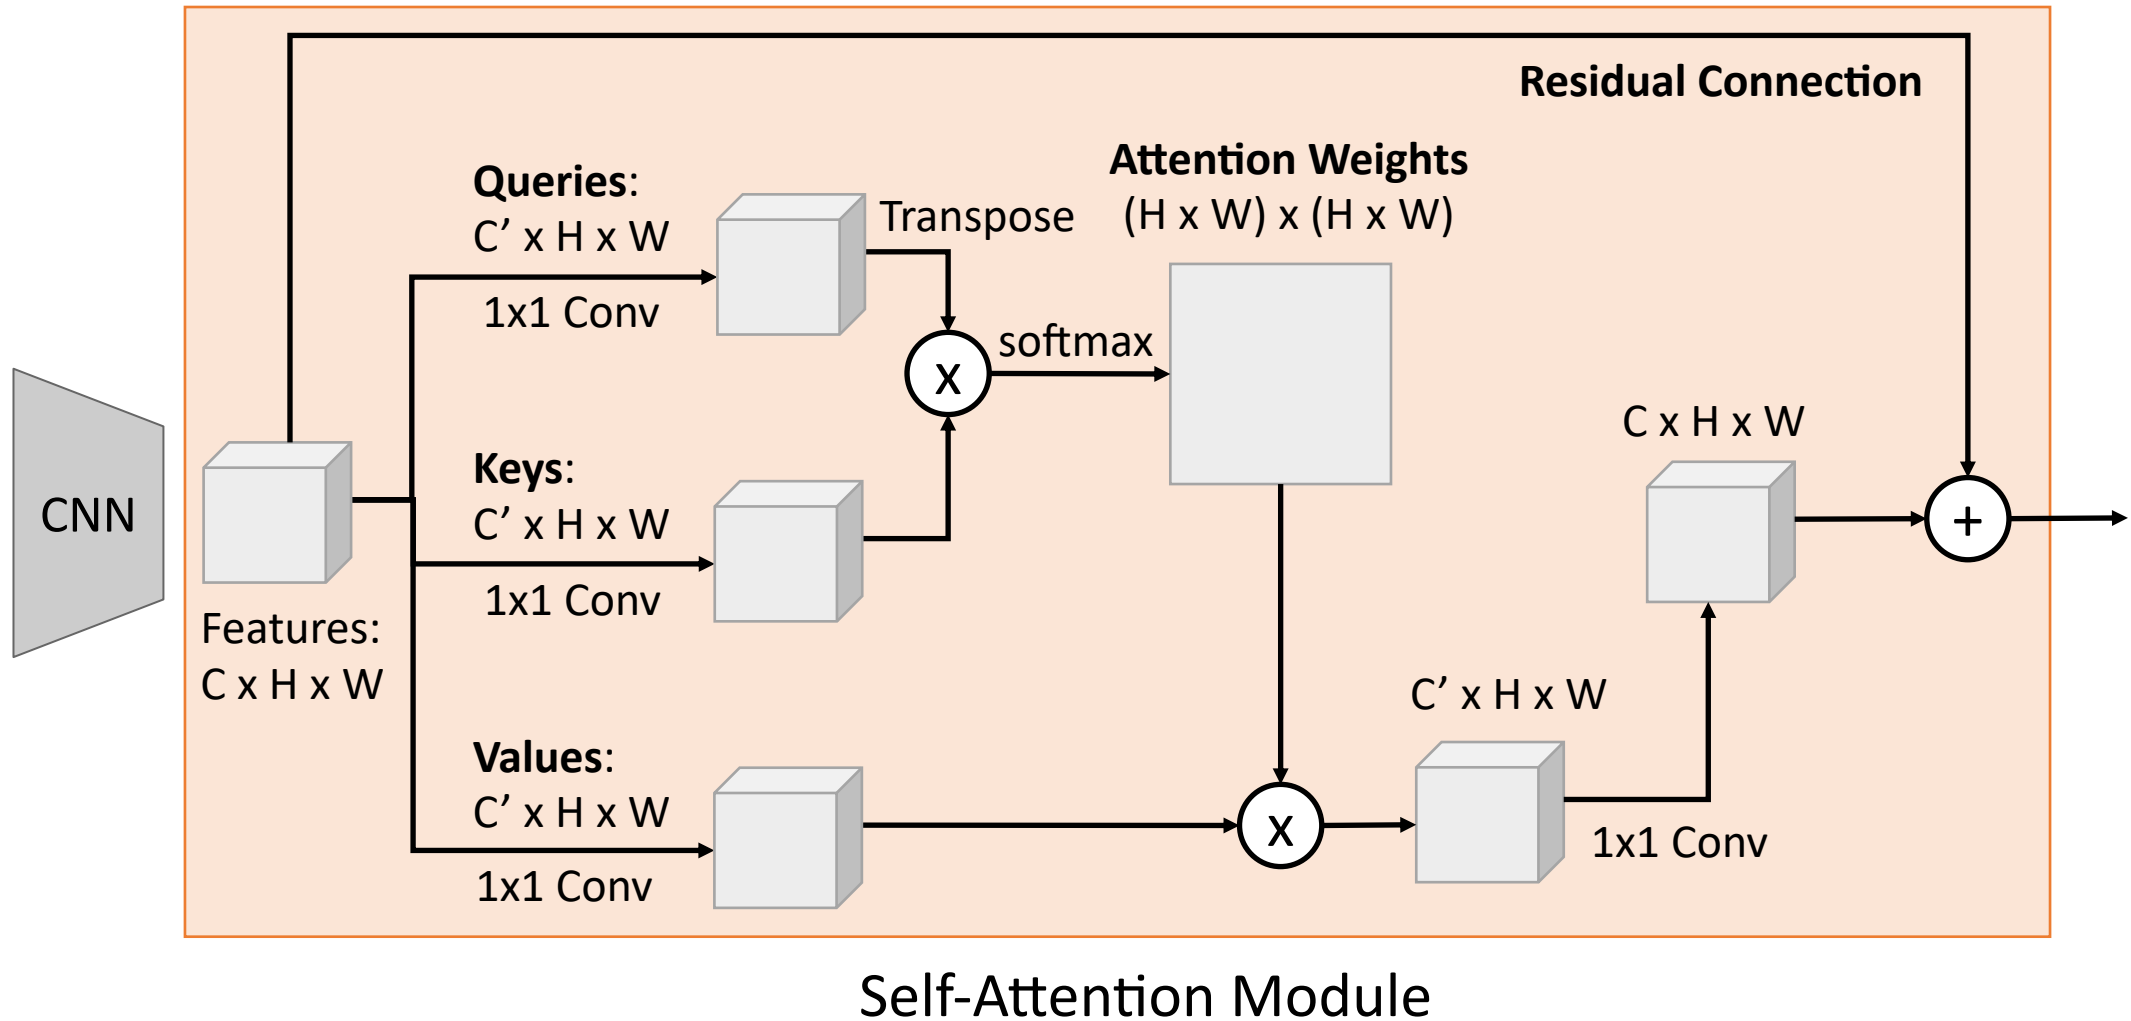 Residual Connection
Attention Weights
(H x W) x (H x W)
Queries:
C’ x H x W
1x1 Conv
Transpose
x
softmax
CNN
Features:
C x H x W
Keys:
C’ x H x W
1x1 Conv
Values:
C’ x H x W
1x1 Conv
x
C’ x H x W
1x1 Conv
C x H x W
+
Self-Attention Module